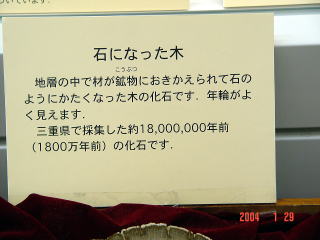 石になった木
こうぶつ
地層の中で材が鉱物におきかえられて石の
ようにかたくなった木の化石です．年輪がよ
く見えます．
三重県で採集した約18,000,000年前
（1800万年前）の化石です．
2004 1 29